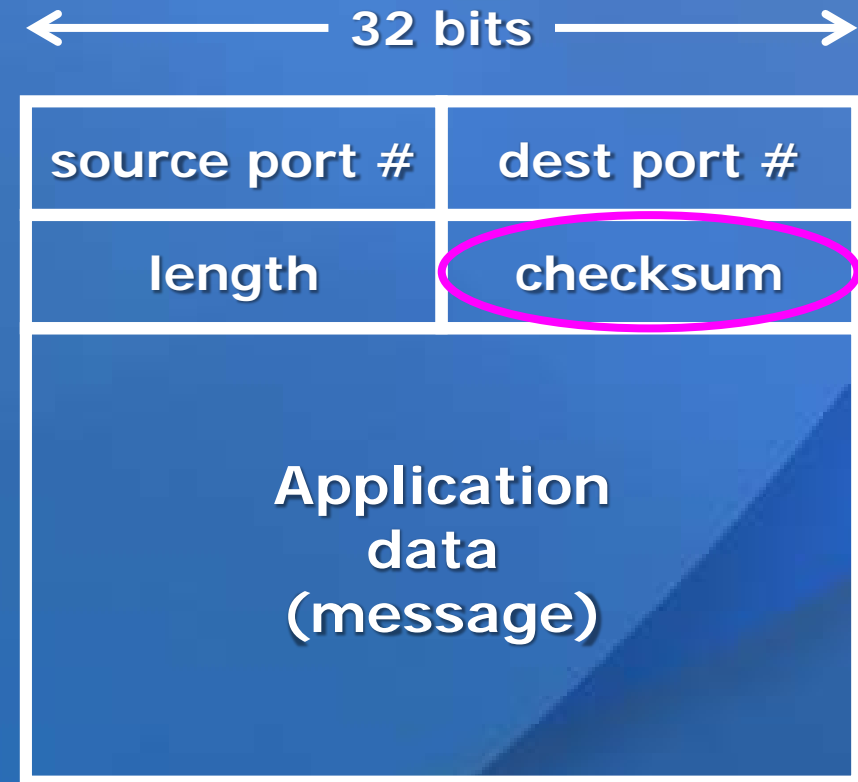 32 bits
source port # dest port #
length checksum
Application
data
(message)